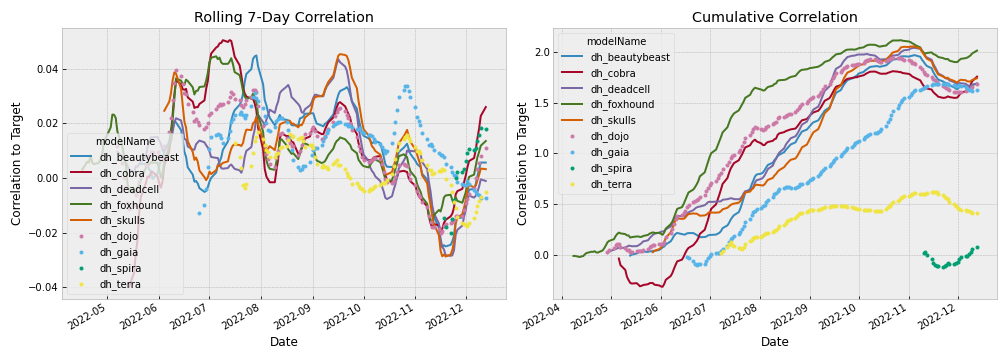 Rolling 7-Day Correlation
Correlation to Target
0.04
0.02
0.00
−0.02
−0.04
modelName
dh_beautybeast
dh_cobra
dh_deadcell
dh_foxhound
dh_skulls
dh_dojo
dh_gaia
dh_spira
dh_terra
2022-05
2022-06
2022-07
2022-08
2022-09
2022-10
2022-11
2022-12
Date
Cumulative Correlation
Correlation to Target
2.0
1.5
1.0
0.5
0.0
modelName
dh_beautybeast
dh_cobra
dh_deadcell
dh_foxhound
dh_skulls
dh_dojo
dh_gaia
dh_spira
dh_terra
2022-04
2022-05
2022-06
2022-07
2022-08
2022-09
2022-10
2022-11
2022-12
Date